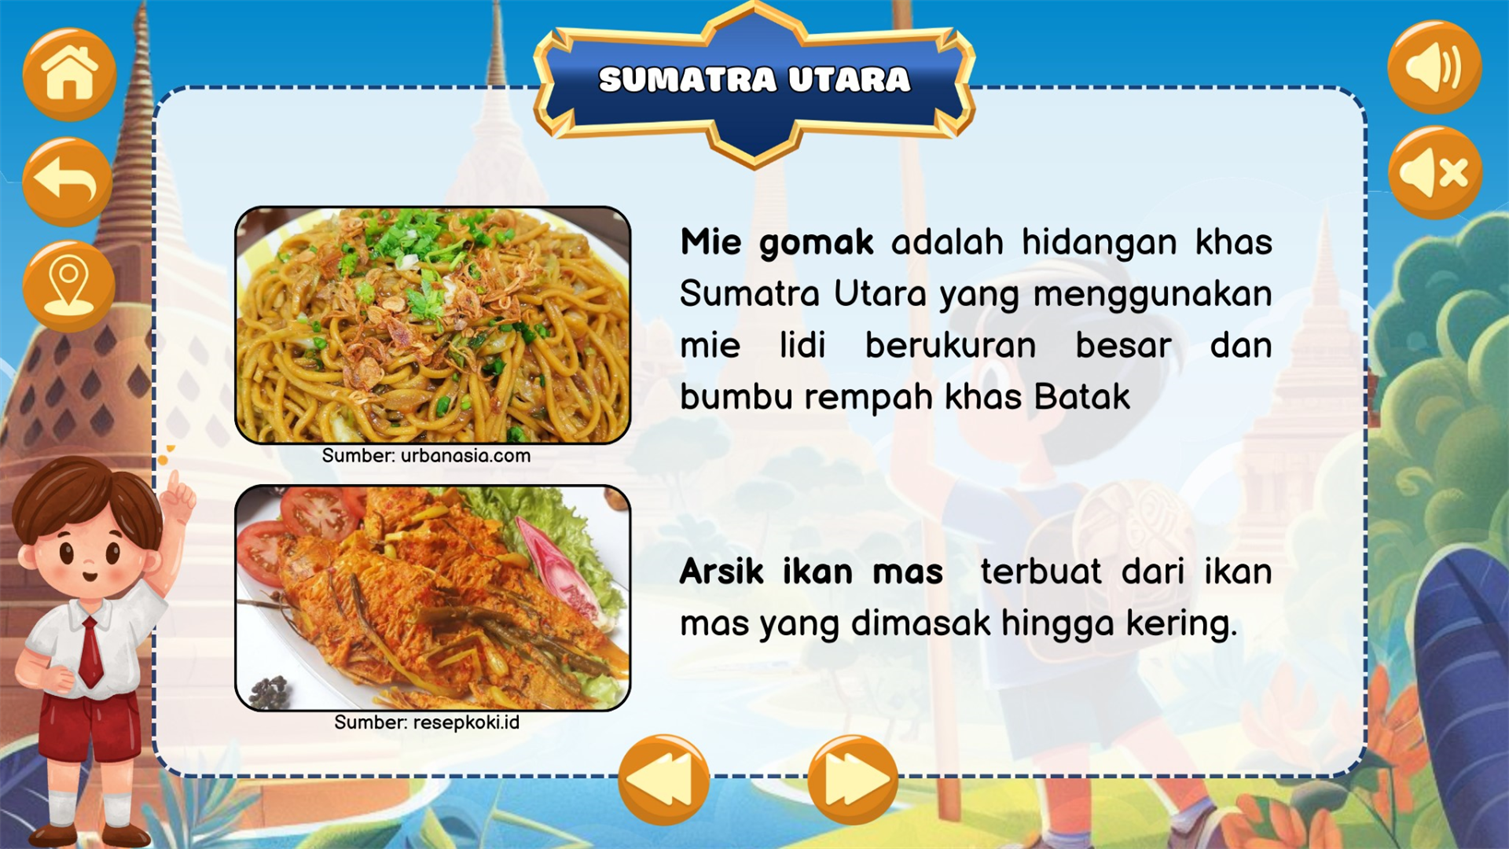 SUMATRA UTARA
Mie gomak adalah hidangan khas
Sumatra Utara yang menggunakan
mie lidi berukuran besar dan
bumbu rempah khas Batak
Sumber: urbanasia.com
Arsik ikan mas terbuat dari ikan
mas yang dimasak hingga kering.
Sumber: resepkoki.id